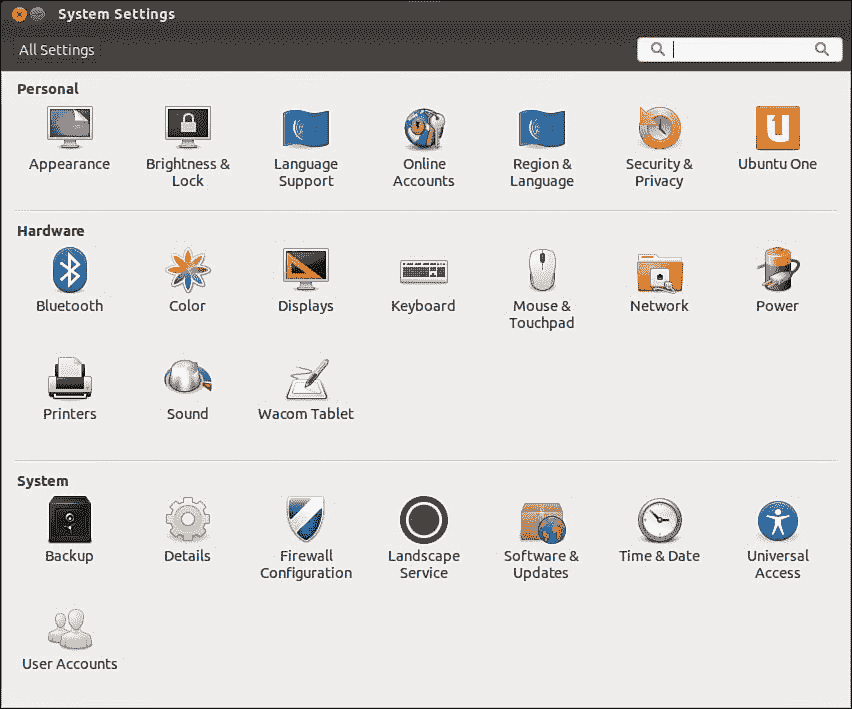 System Settings
All Settings
Personal
Appearance
Brightness &
Lock
Language
Support
Online
Accounts
Region &
Language
Security &
Privacy
Ubuntu One
Hardware
Bluetooth
Color
Displays
Keyboard
Mouse &
Touchpad
Network
Power
Printers
Sound
Wacom Tablet
System
Backup
Details
Firewall
Configuration
Landscape
Service
Software &
Updates
Time & Date
Universal
Access
User Accounts